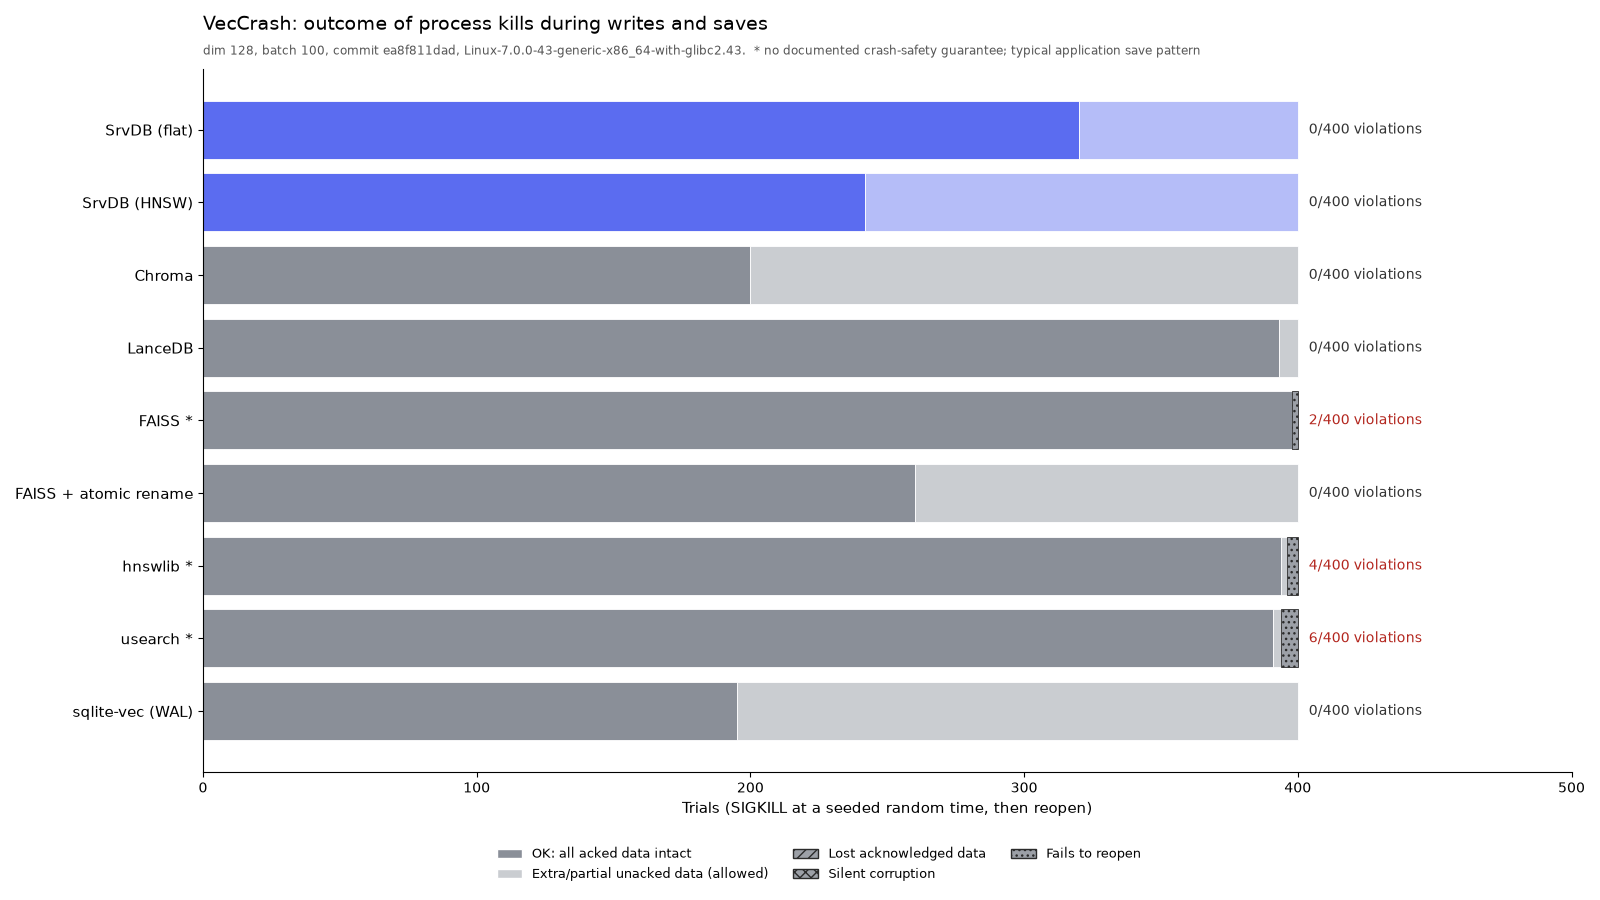 VecCrash: outcome of process kills during writes and saves
dim 128, batch 100, commit ea8f811dad, Linux-7.0.0-43-generic-x86_64-with-glibc2.43.  * no documented crash-safety guarantee; typical application save pattern
SrvDB (flat)
0/400 violations
SrvDB (HNSW)
0/400 violations
Chroma
0/400 violations
LanceDB
0/400 violations
FAISS *
2/400 violations
FAISS + atomic rename
0/400 violations
hnswlib *
4/400 violations
usearch *
6/400 violations
sqlite-vec (WAL)
0/400 violations
0 100 200 300 400 500
Trials (SIGKILL at a seeded random time, then reopen)
OK: all acked data intact
Extra/partial unacked data (allowed)
Lost acknowledged data
Silent corruption
Fails to reopen